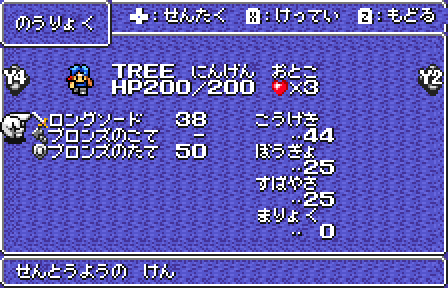 のうりょく
✚:せんたく X:けってい Z:もどる
TREE にんげん おとこ
HP200/200 ♥×3
ロングソード 38
ブロンズのこて -
ブロンズのたて 50
こうげき
‥44
ぼうぎょ
‥25
すばやさ
‥25
まりょく
‥ 0
せんとうようの けん